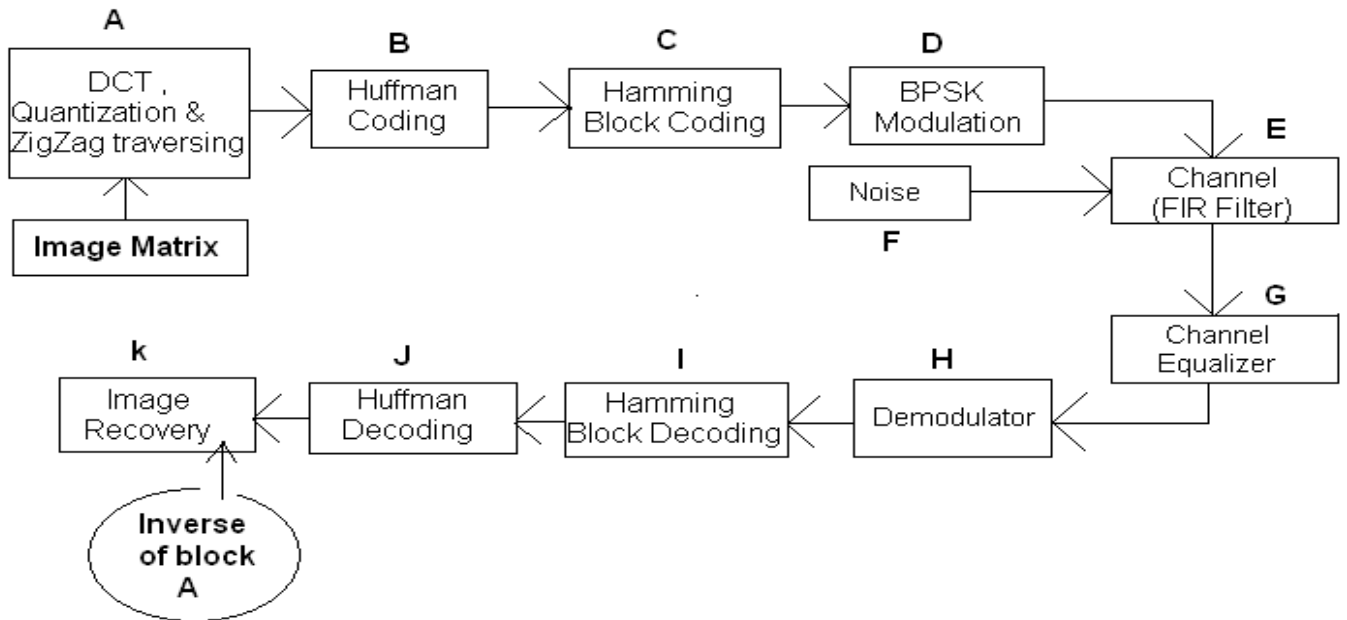 A
DCT ,
Quantization &
ZigZag traversing
Image Matrix
B
Huffman
Coding
C
Hamming
Block Coding
D
BPSK
Modulation
Noise
F
E
Channel
(FIR Filter)
G
Channel
Equalizer
H
Demodulator
I
Hamming
Block Decoding
J
Huffman
Decoding
k
Image
Recovery
Inverse
of block
A